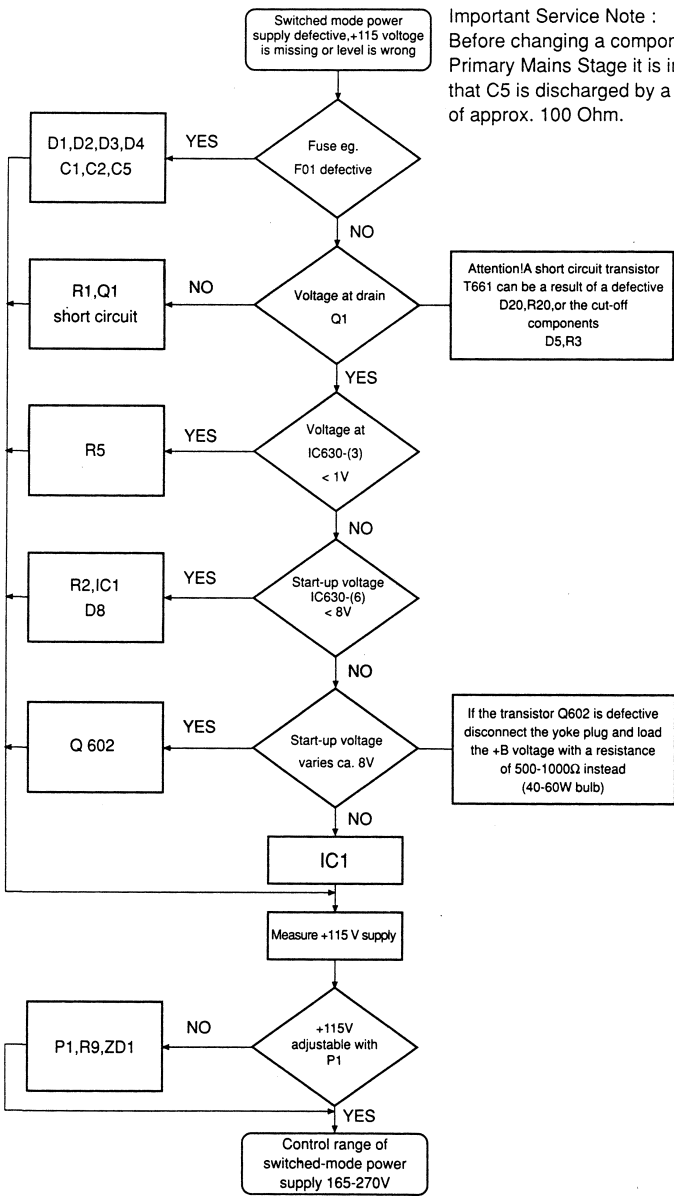 Switched mode power
supply defective,+115 voltoge
is missing or level is wrong
Important Service Note :
Before changing a compo
Primary Mains Stage it is i
that C5 is discharged by a
of approx. 100 Ohm.
Fuse eg.
F01 defective
YES
D1,D2,D3,D4
C1,C2,C5
NO
Voltage at drain
Q1
NO
R1,Q1
short circuit
Attention!A short circuit transistor
T661 can be a result of a defective
D20,R20,or the cut-off
components
D5,R3
YES
Voltage at
IC630-(3)
< 1V
YES
R5
NO
Start-up voltage
IC630-(6)
< 8V
YES
R2,IC1
D8
NO
Start-up voltage
varies ca. 8V
YES
Q 602
If the transistor Q602 is defective
disconnect the yoke plug and load
the +B voltage with a resistance
of 500-1000Ω instead
(40-60W bulb)
NO
IC1
Measure +115 V supply
+115V
adjustable with
P1
NO
P1,R9,ZD1
YES
Control range of
switched-mode power
supply 165-270V